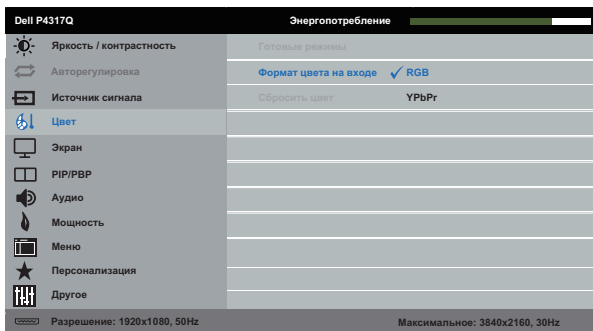 Dell P4317Q Энергопотребление
Яркость / контрастность Готовые режимы
Авторегулировка Формат цвета на входе ✓ RGB
Источник сигнала Сбросить цвет YPbPr
Цвет
Экран
PIP/PBP
Аудио
Мощность
Меню
Персонализация
Другое
Разрешение: 1920x1080, 50Hz Максимальное: 3840x2160, 30Hz